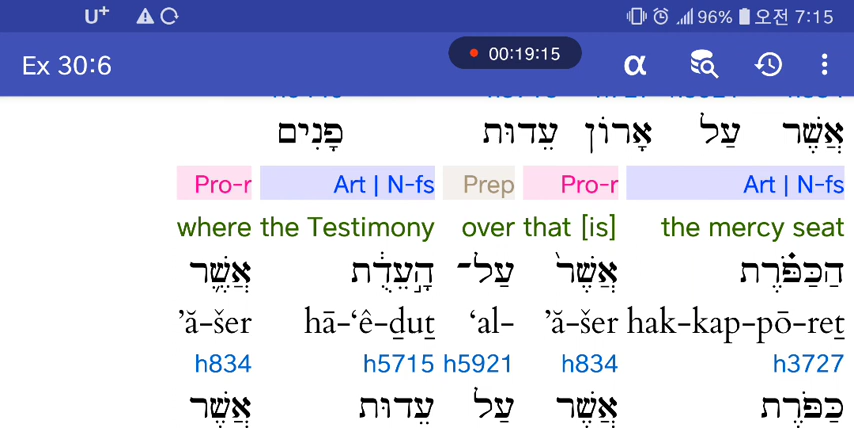 U+ 96% 오전 7:15
Ex 30:6 00:19:15 α
אֲשֶׁר עַל אָרוֹן עֵדוּת פָּנִים
Pro-r Art | N-fs Prep Pro-r Art | N-fs
where the Testimony over that [is] the mercy seat
הַכַּפֹּ֗רֶת אֲשֶׁר֙ עַל־ הָ֣עֵדֻ֔ת אֲשֶׁ֛ר
’ă-šer hā-‘ê-ḏuṯ ‘al- ’ă-šer hak-kap-pō-reṯ
h834 h5715 h5921 h834 h3727
כַּפֹּרֶת אֲשֶׁר עַל עֵדוּת אֲשֶׁר